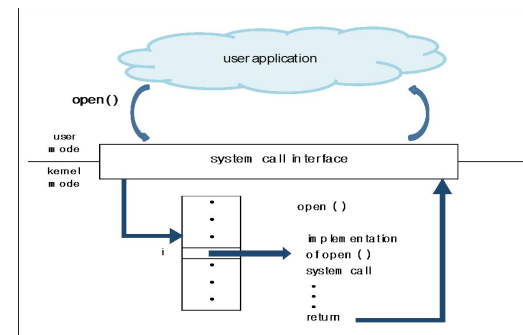 user application
open()
user
mode
system call interface
kernel
mode
open ()
i
implementation
of open ()
system call
return